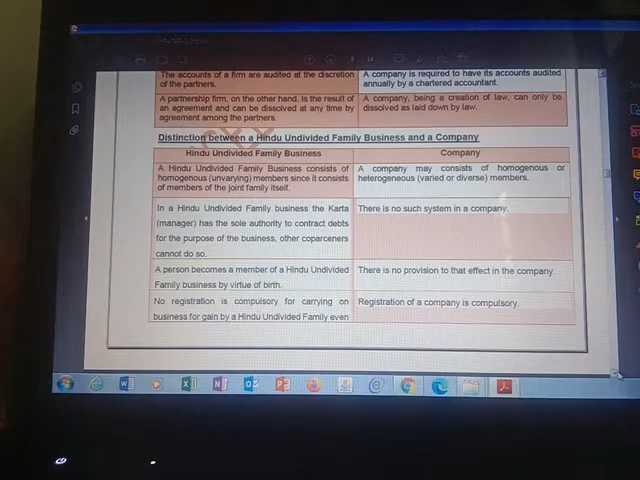 The accounts of a firm are audited at the discretion
of the partners.
A company is required to have its accounts audited
annually by a chartered accountant.
A partnership firm, on the other hand, is the result of
an agreement and can be dissolved at any time by
agreement among the partners.
A company, being a creation of law, can only be
dissolved as laid down by law.
Distinction between a Hindu Undivided Family Business and a Company
Hindu Undivided Family Business
Company
A Hindu Undivided Family Business consists of
homogenous (unvarying) members since it consists
of members of the joint family itself.
A company may consists of homogenous or
heterogeneous (varied or diverse) members.
In a Hindu Undivided Family business the Karta
(manager) has the sole authority to contract debts
for the purpose of the business, other coparceners
cannot do so.
There is no such system in a company.
A person becomes a member of a Hindu Undivided
Family business by virtue of birth.
There is no provision to that effect in the company.
No registration is compulsory for carrying on
business for gain by a Hindu Undivided Family even
Registration of a company is compulsory.